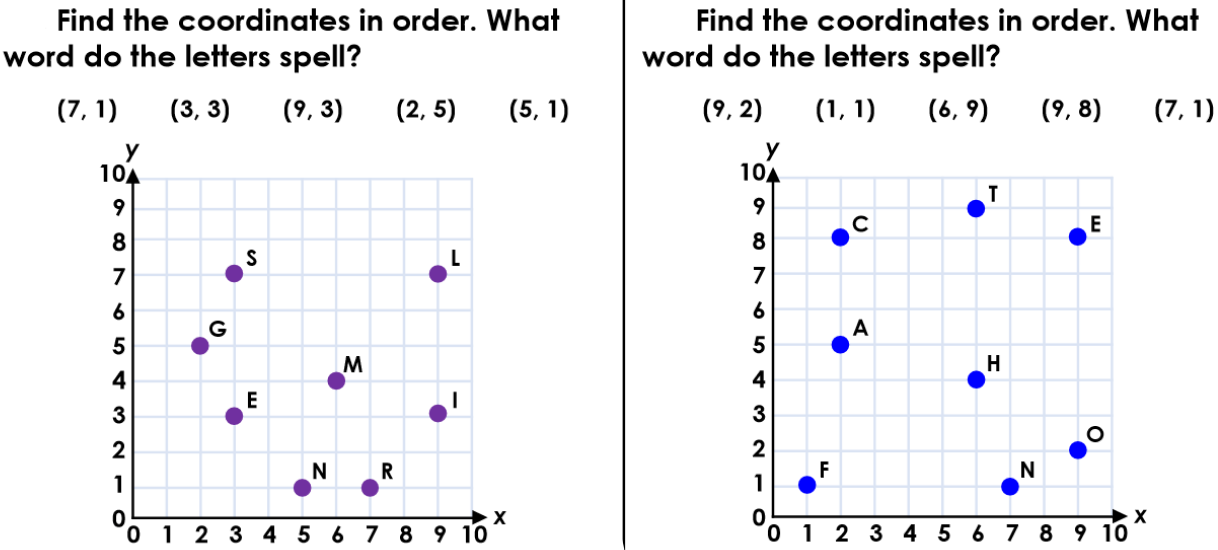 Find the coordinates in order. What
word do the letters spell?
(7, 1) (3, 3) (9, 3) (2, 5) (5, 1)
y
10
9
8
7
6
5
4
3
2
1
0
S
L
G
M
E
I
N
R
x
0 1 2 3 4 5 6 7 8 9 10
Find the coordinates in order. What
word do the letters spell?
(9, 2) (1, 1) (6, 9) (9, 8) (7, 1)
y
10
9
8
7
6
5
4
3
2
1
0
T
C
E
A
H
O
F
N
x
0 1 2 3 4 5 6 7 8 9 10